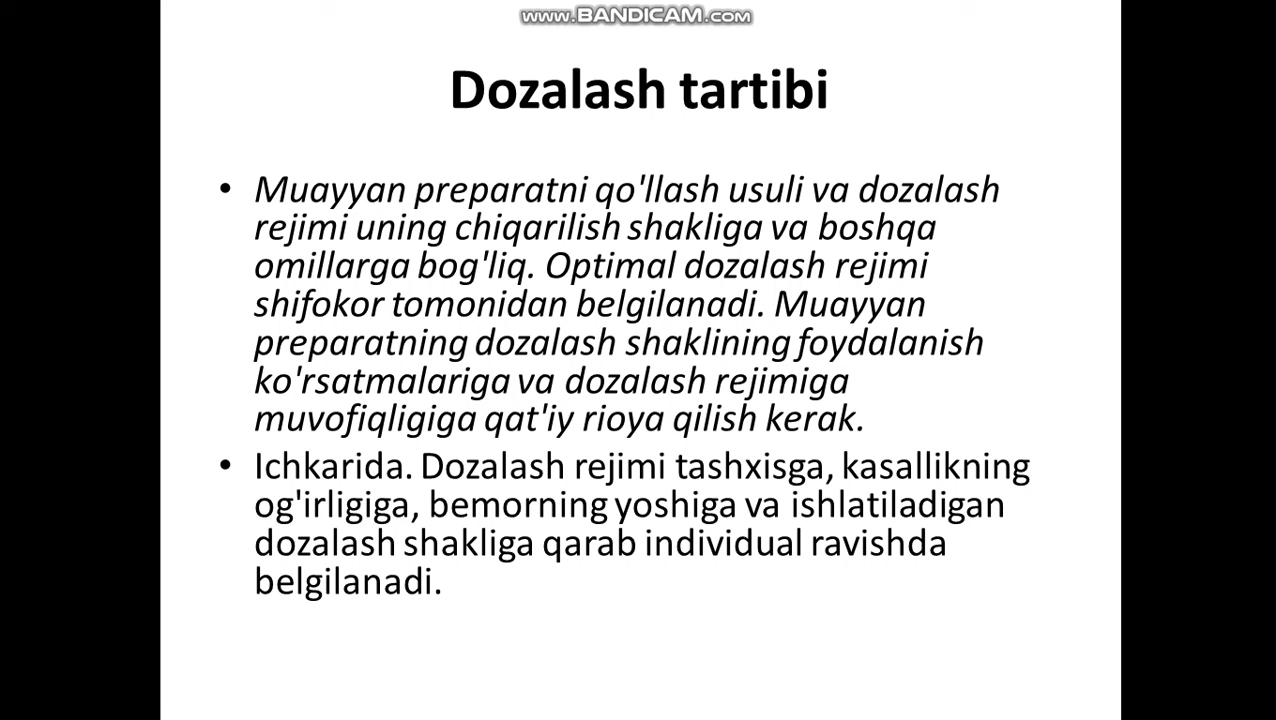 www.BANDICAM.com
Dozalash tartibi
• Muayyan preparatni qo'llash usuli va dozalash
rejimi uning chiqarilish shakliga va boshqa
omillarga bog'liq. Optimal dozalash rejimi
shifokor tomonidan belgilanadi. Muayyan
preparatning dozalash shaklining foydalanish
ko'rsatmalariga va dozalash rejimiga
muvofiqligiga qat'iy rioya qilish kerak.
• Ichkarida. Dozalash rejimi tashxisga, kasallikning
og'irligiga, bemorning yoshiga va ishlatiladigan
dozalash shakliga qarab individual ravishda
belgilanadi.